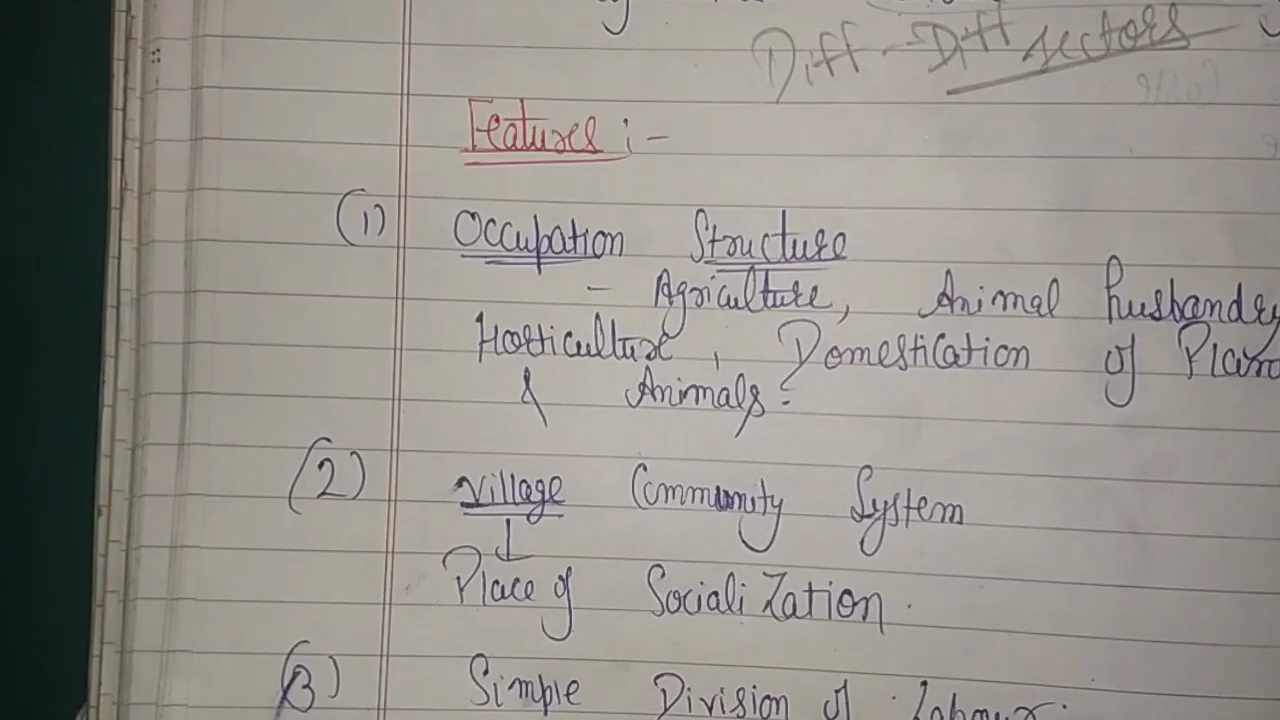 Diff - Diff sectors
Features :-
(1) Occupation Structure
- Agriculture, Animal husbandry
Horticulture, Domestication of
& Animals:
(2) Village Community System
↓
Place of Socialization.
(3) Simple Division of Labour.